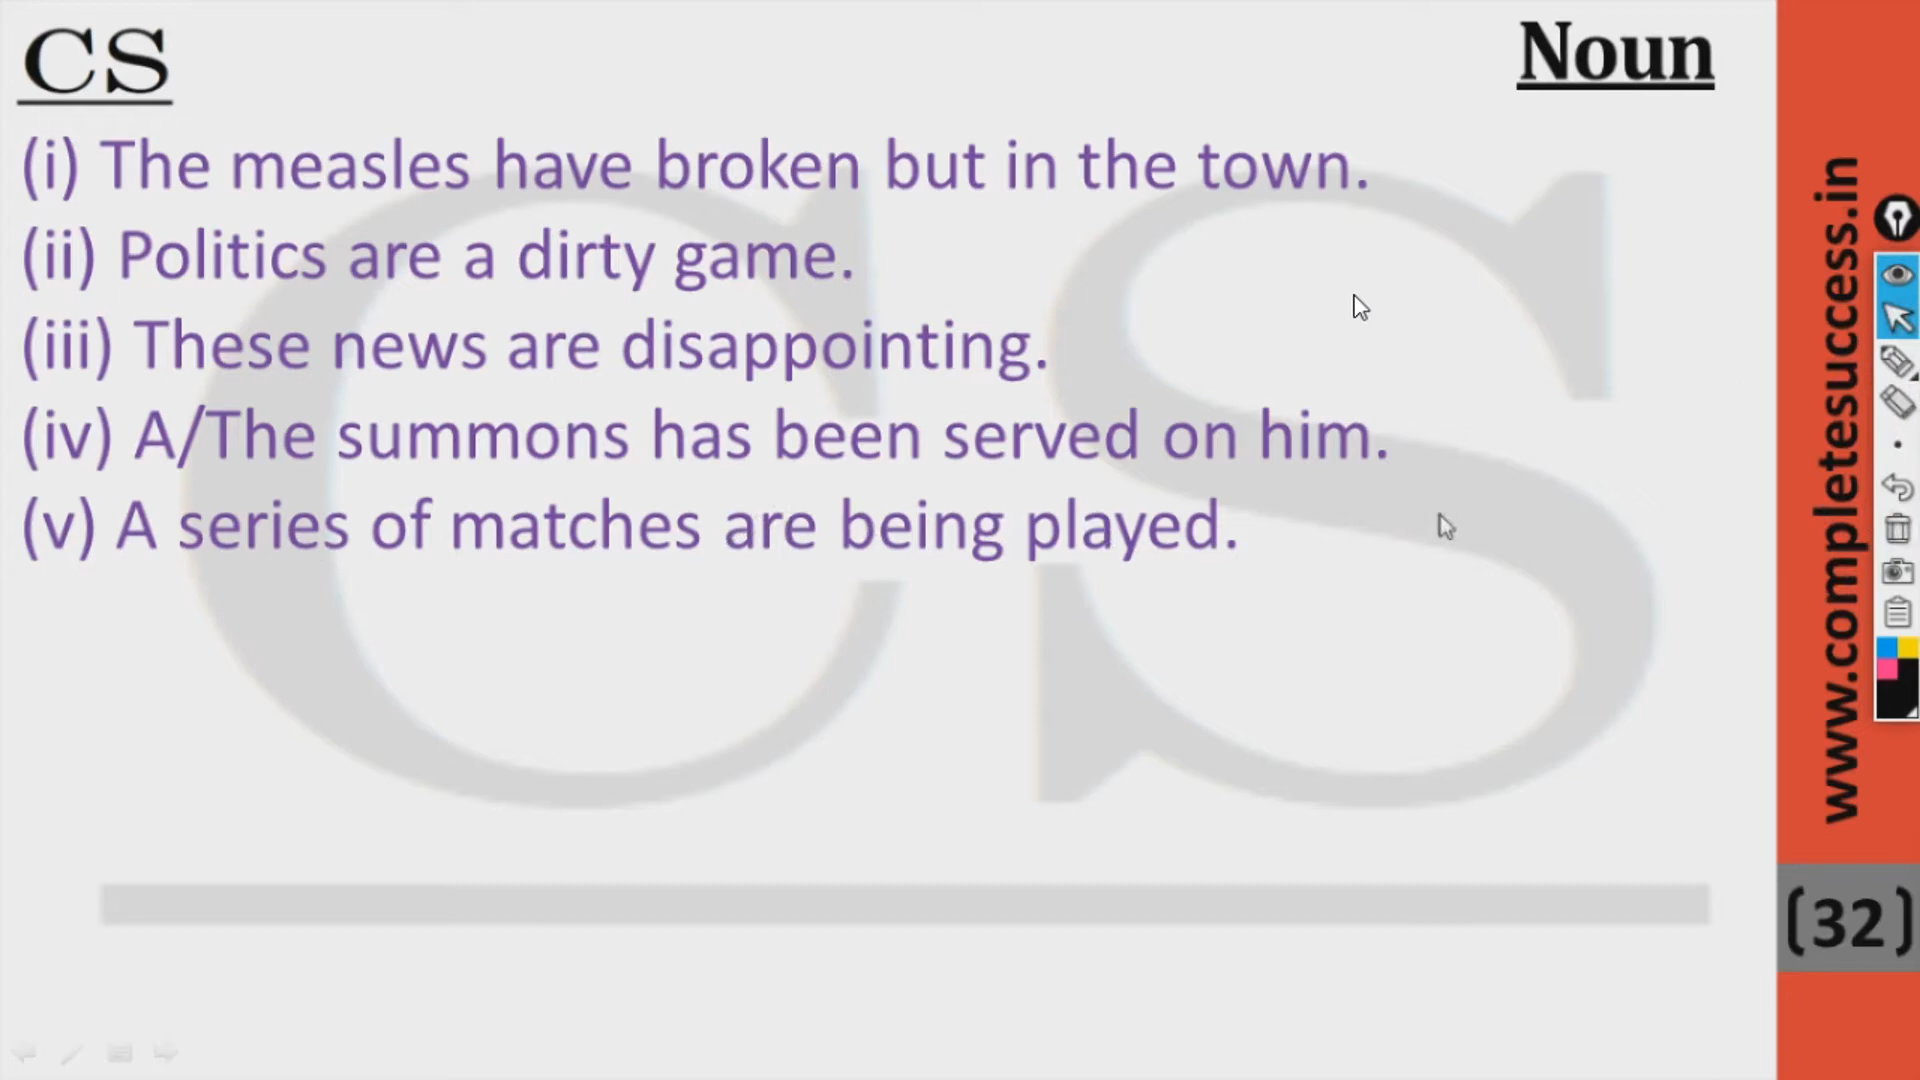 CS
Noun
(i) The measles have broken but in the town.
(ii) Politics are a dirty game.
(iii) These news are disappointing.
(iv) A/The summons has been served on him.
(v) A series of matches are being played.
CS
www.completesuccess.in
(32)